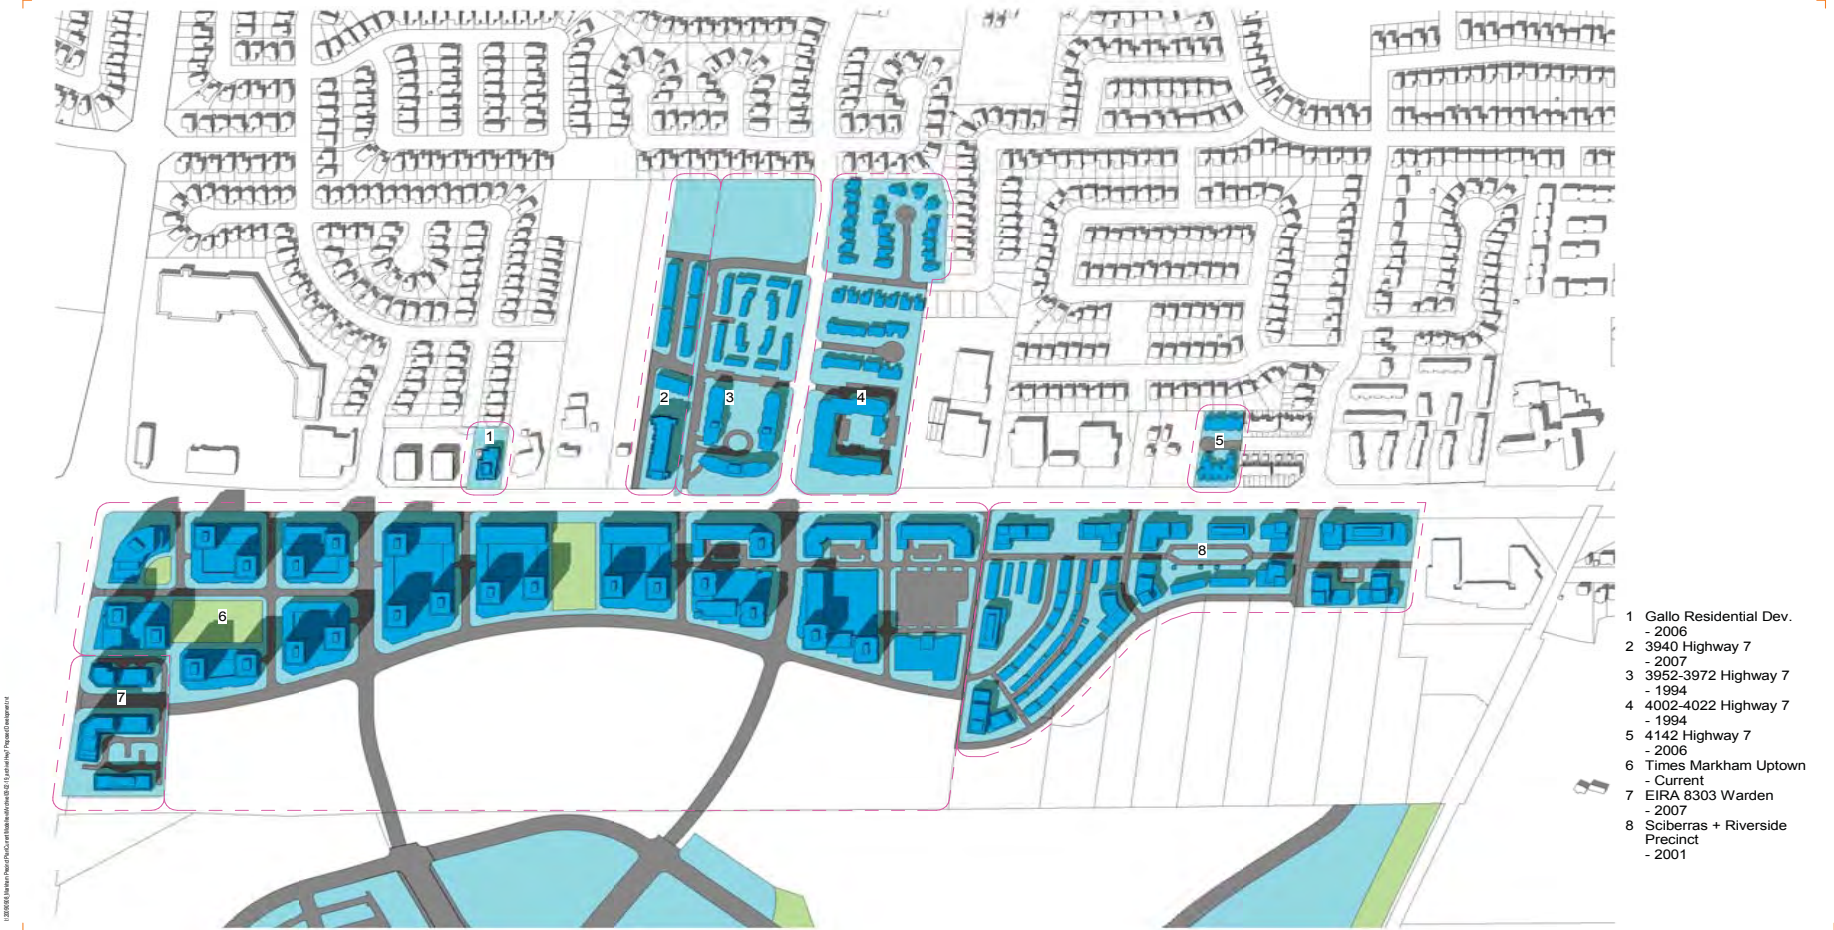 1
2
3
4
5
6
7
8
1 Gallo Residential Dev.
- 2006
2 3940 Highway 7
- 2007
3 3952-3972 Highway 7
- 1994
4 4002-4022 Highway 7
- 1994
5 4142 Highway 7
- 2006
6 Times Markham Uptown
- Current
7 EIRA 8303 Warden
- 2007
8 Sciberras + Riverside
Precinct
- 2001